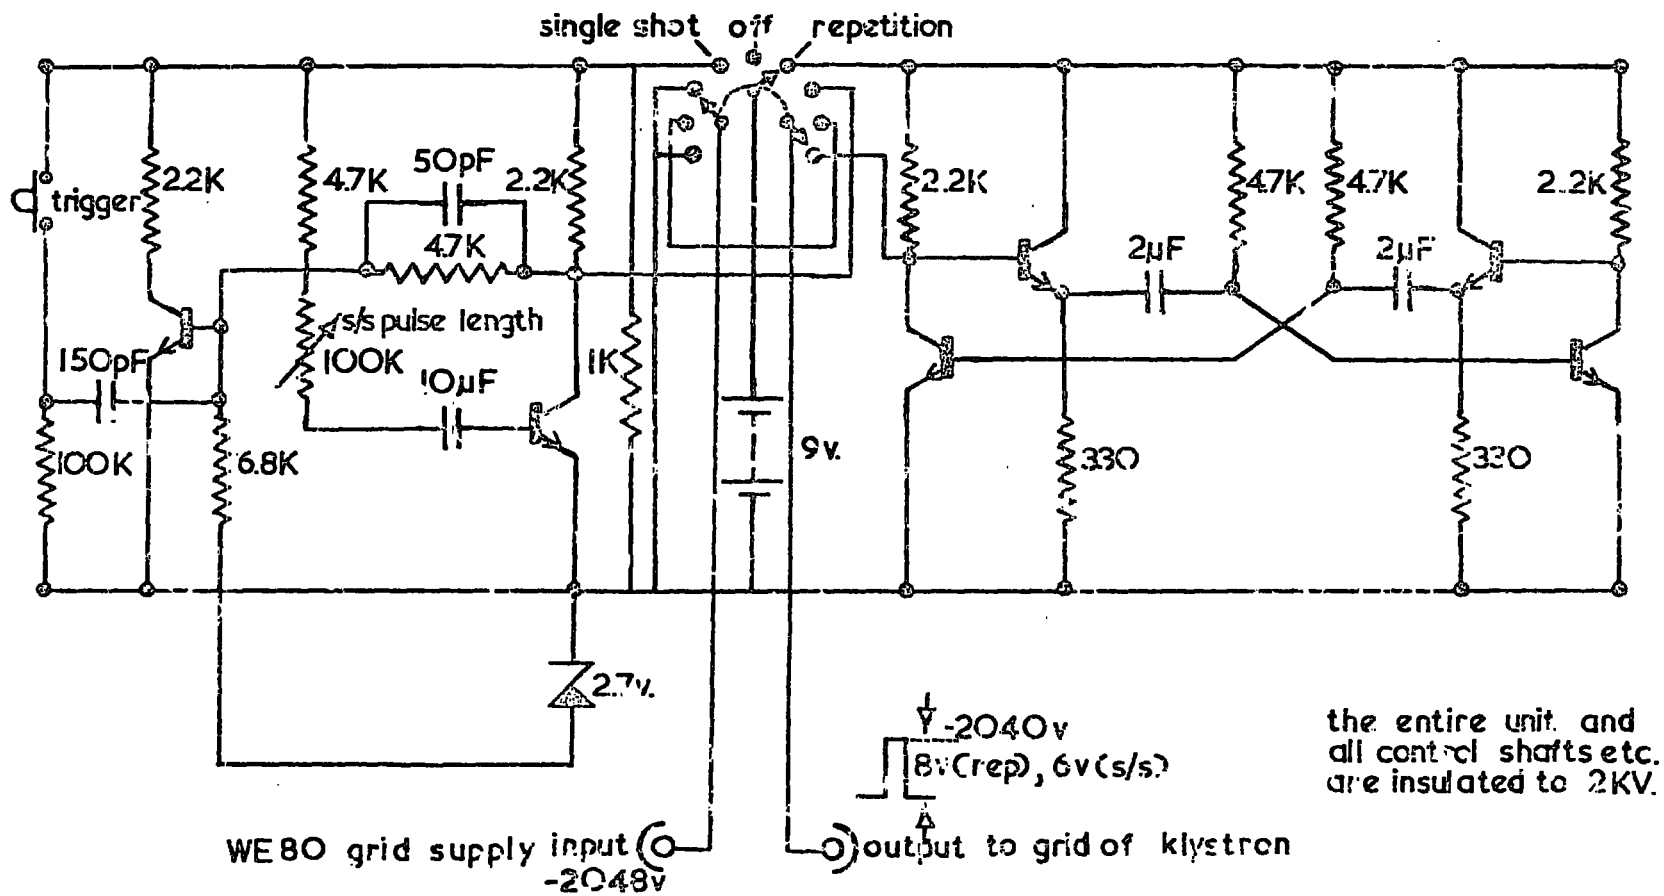 single shot off repetition
trigger
2.2K
4.7K
50pF
2.2K
4.7K
s/s pulse length
100K
150pF
10µF
1K
100K
6.8K
9v.
2.7v.
2.2K
4.7K
4.7K
2.2K
2µF
2µF
330
330
-2040v
8v(rep), 6v(s/s)
the entire unit and
all control shafts etc.
are insulated to 2KV.
WE80 grid supply input
-2048v
output to grid of klystron